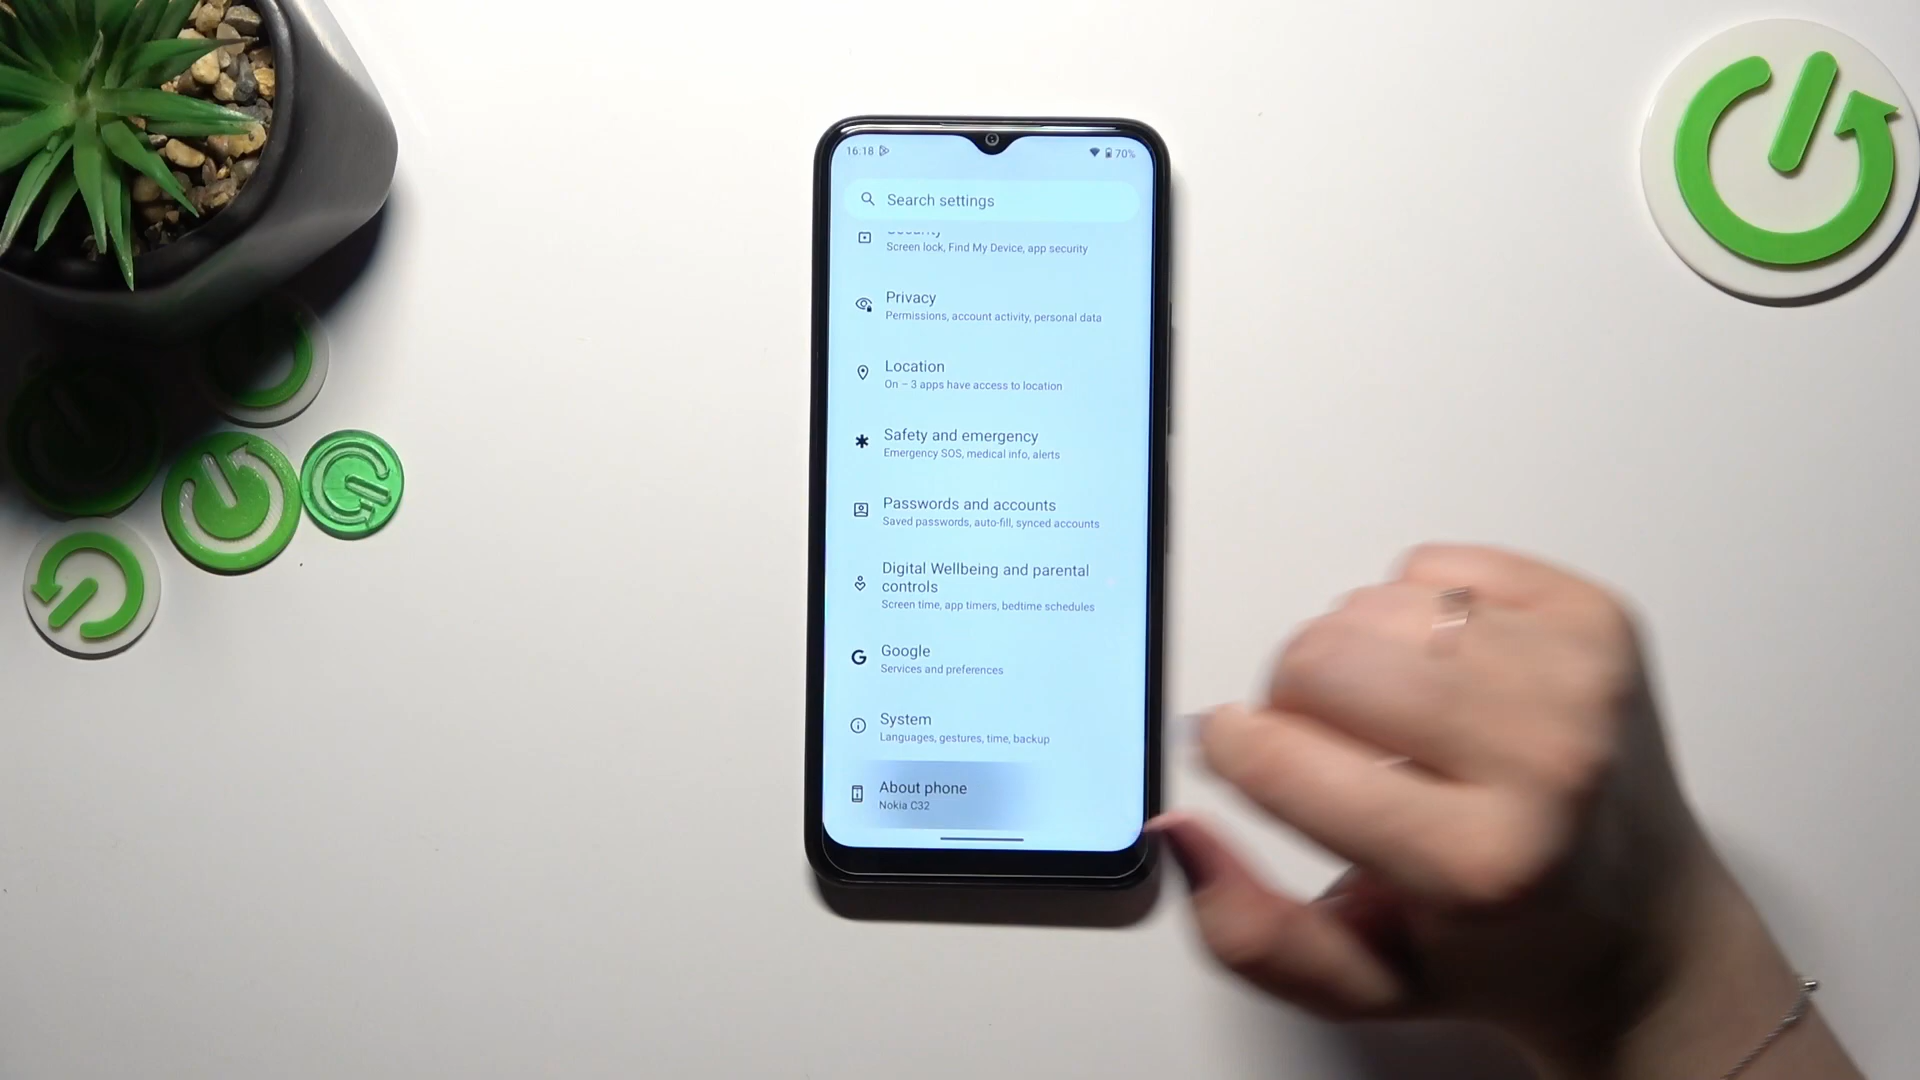 16.18
70%
Search settings
Security
Screen lock, Find My Device, app security
Privacy
Permissions, account activity, personal data
Location
On – 3 apps have access to location
Safety and emergency
Emergency SOS, medical info, alerts
Passwords and accounts
Saved passwords, auto-fill, synced accounts
Digital Wellbeing and parental
controls
Screen time, app timers, bedtime schedules
Google
Services and preferences
System
Languages, gestures, time, backup
About phone
Nokia C32